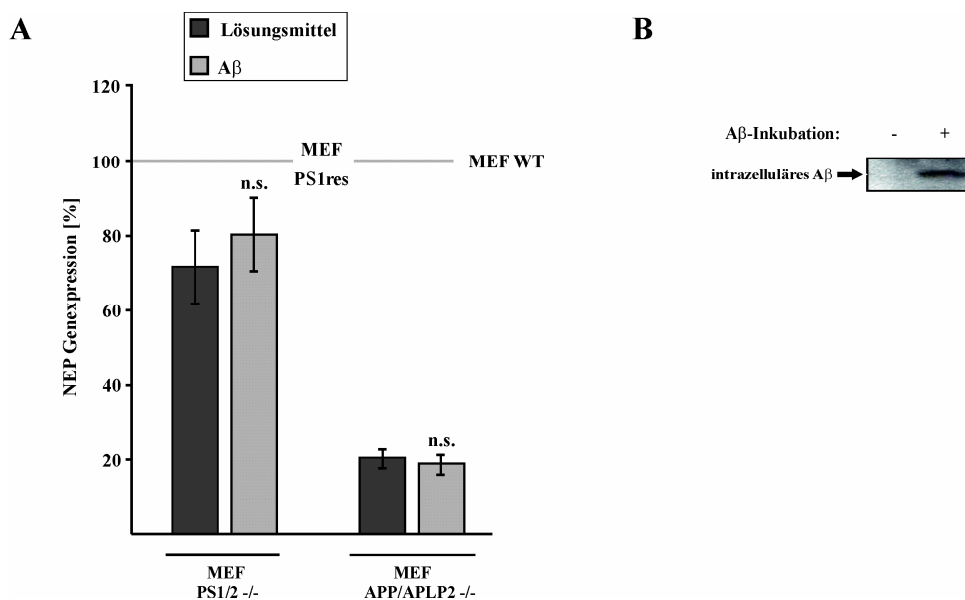 A
Lösungsmittel
Aβ
NEP Genexpression [%]
120
100
80
60
40
20
MEF
PS1res
MEF WT
n.s.
n.s.
MEF
PS1/2 -/-
MEF
APP/APLP2 -/-
B
Aβ-Inkubation: - +
intrazelluläres Aβ